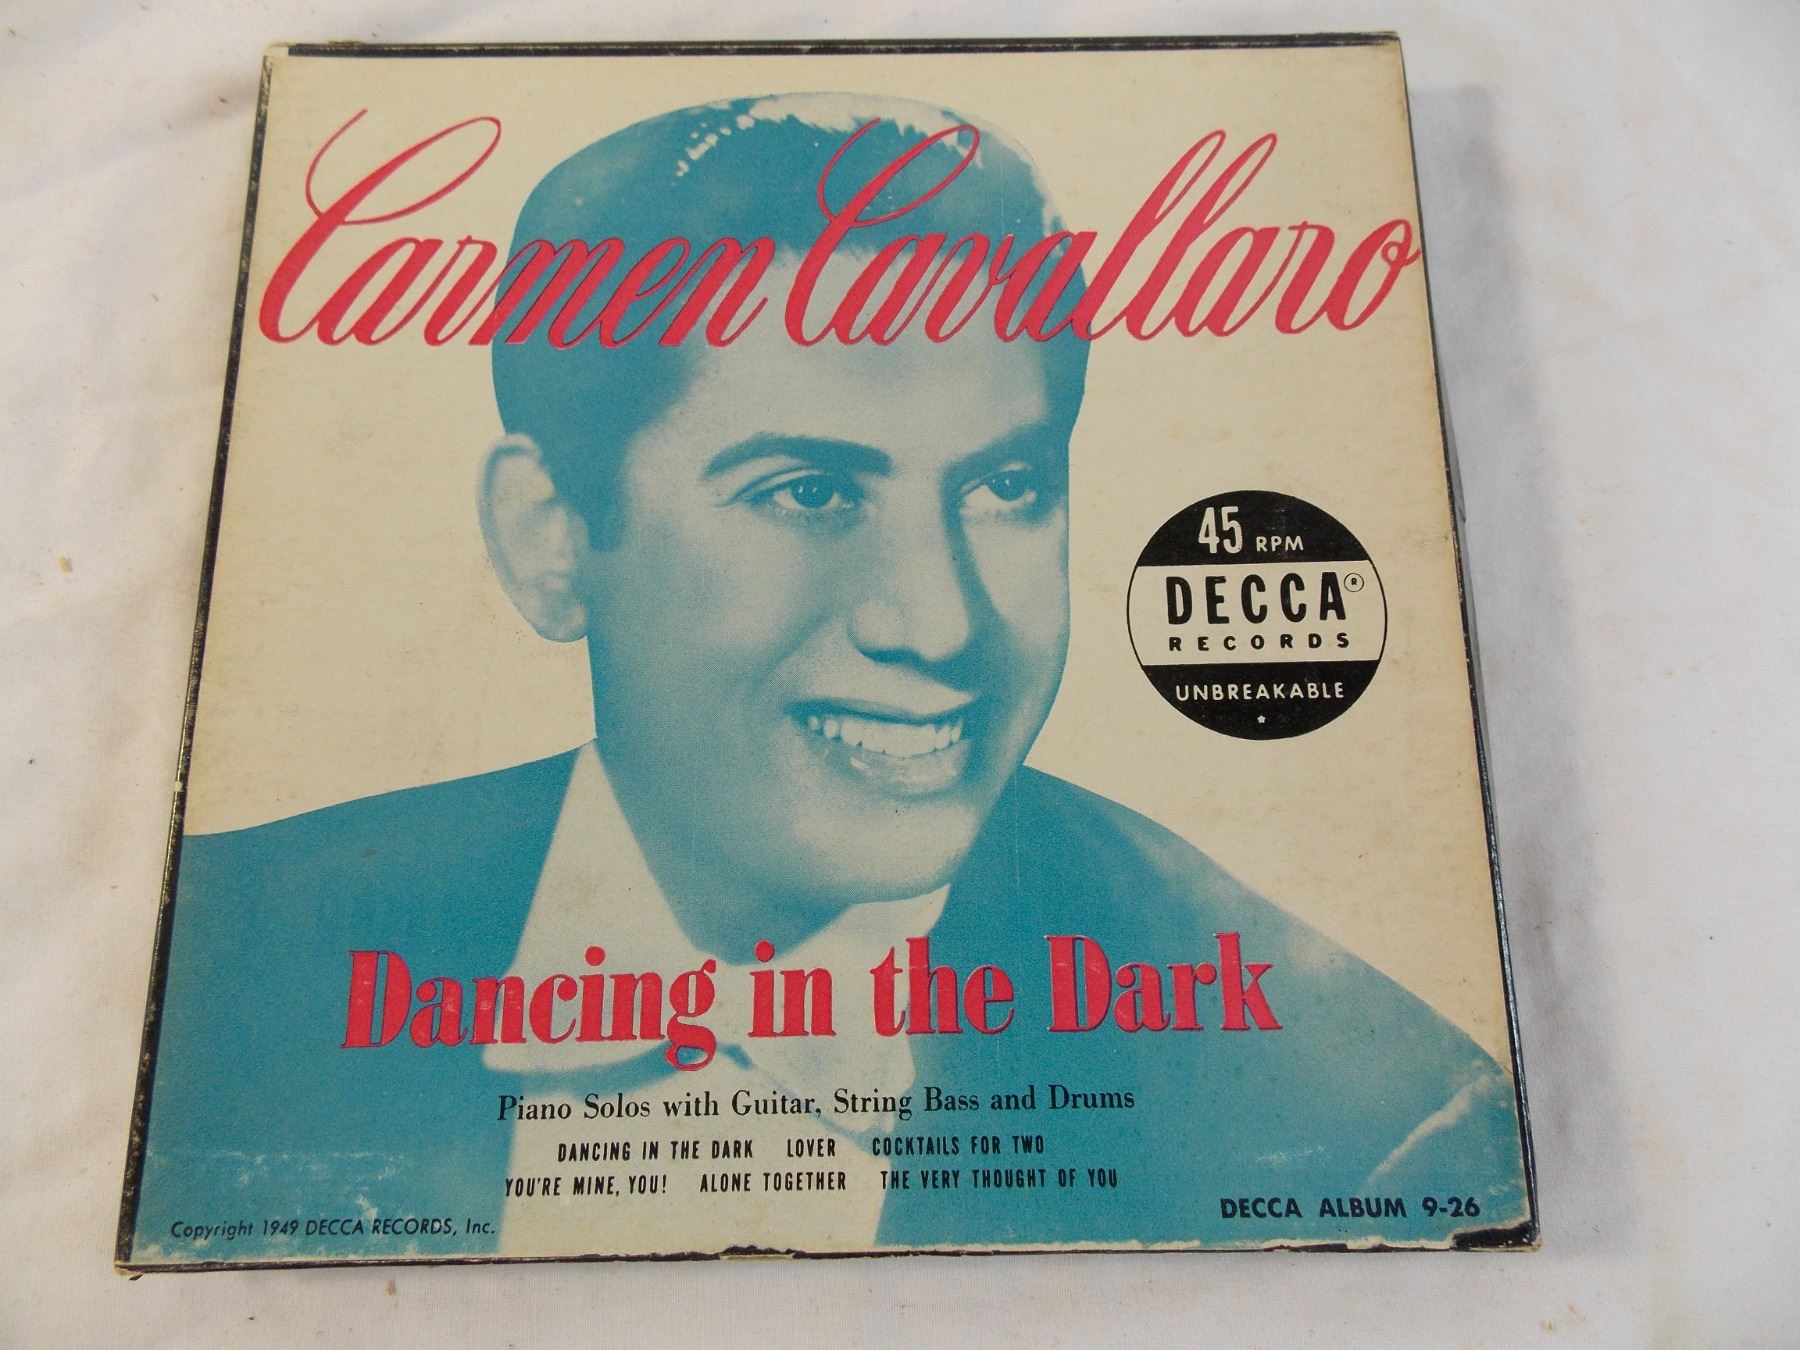 Carmen Cavallaro
45 RPM
DECCA®
RECORDS
UNBREAKABLE
Dancing in the Dark
Piano Solos with Guitar, String Bass and Drums
DANCING IN THE DARK LOVER COCKTAILS FOR TWO
YOU'RE MINE, YOU! ALONE TOGETHER THE VERY THOUGHT OF YOU
DECCA ALBUM 9-26
Copyright 1949 DECCA RECORDS, Inc.